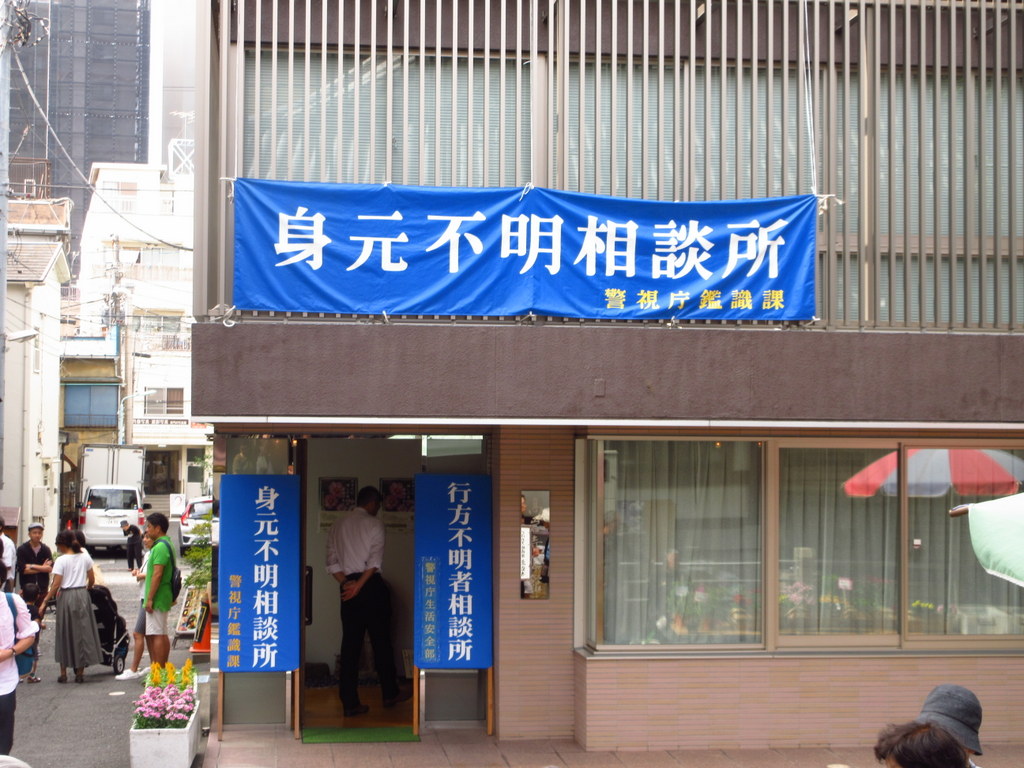 身元不明相談所
警視庁鑑識課
身元不明相談所
警視庁鑑識課
行方不明者相談所
警視庁生活安全部